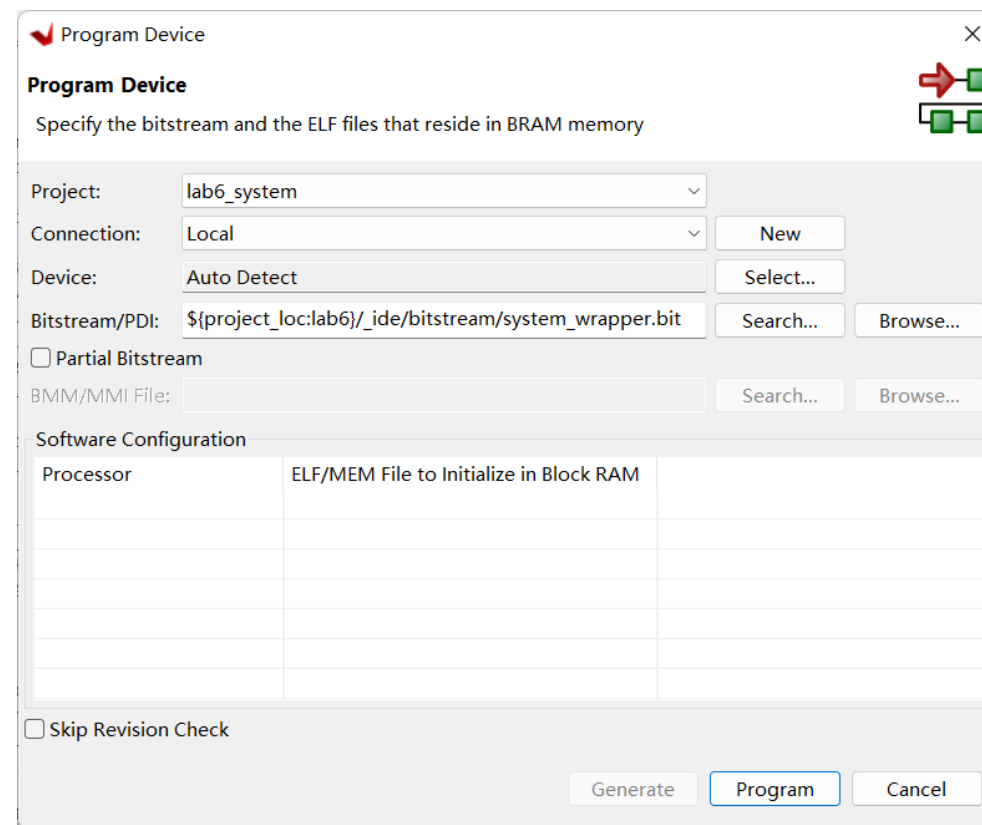 Program Device
Program Device
Specify the bitstream and the ELF files that reside in BRAM memory
Project: lab6_system
Connection: Local New
Device: Auto Detect Select...
Bitstream/PDI: ${project_loc:lab6}/_ide/bitstream/system_wrapper.bit Search... Browse...
Partial Bitstream
BMM/MMI File: Search... Browse...
Software Configuration
Processor ELF/MEM File to Initialize in Block RAM
Skip Revision Check
Generate Program Cancel